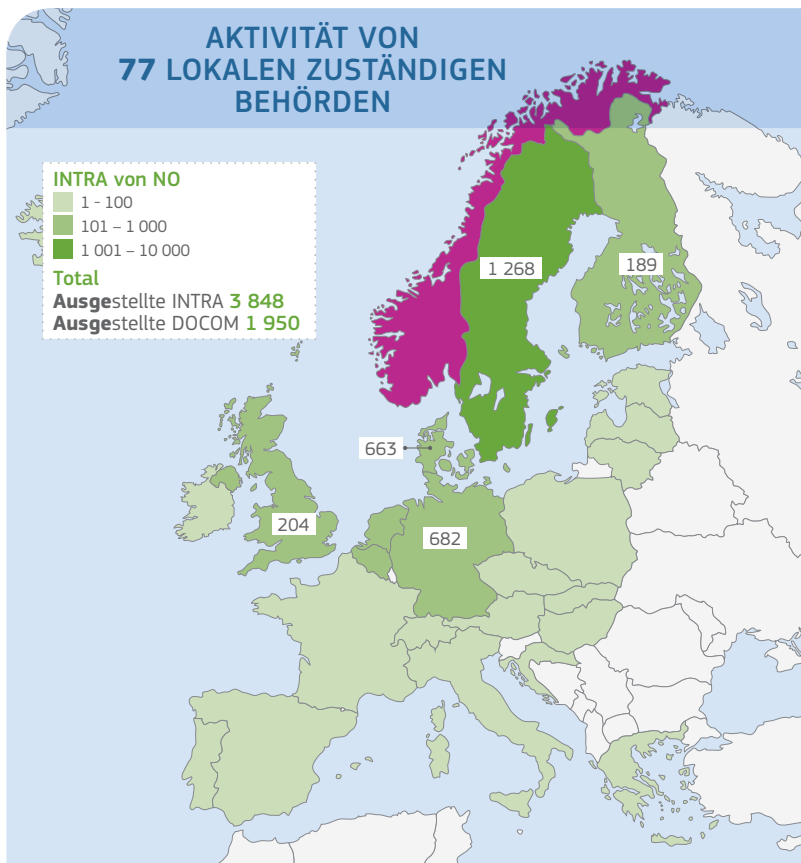 AKTIVITÄT VON
77 LOKALEN ZUSTÄNDIGEN
BEHÖRDEN
INTRA von NO
1 - 100
101 – 1 000
1 001 – 10 000
Total
Ausgestellte INTRA 3 848
Ausgestellte DOCOM 1 950
1 268
189
663
204
682